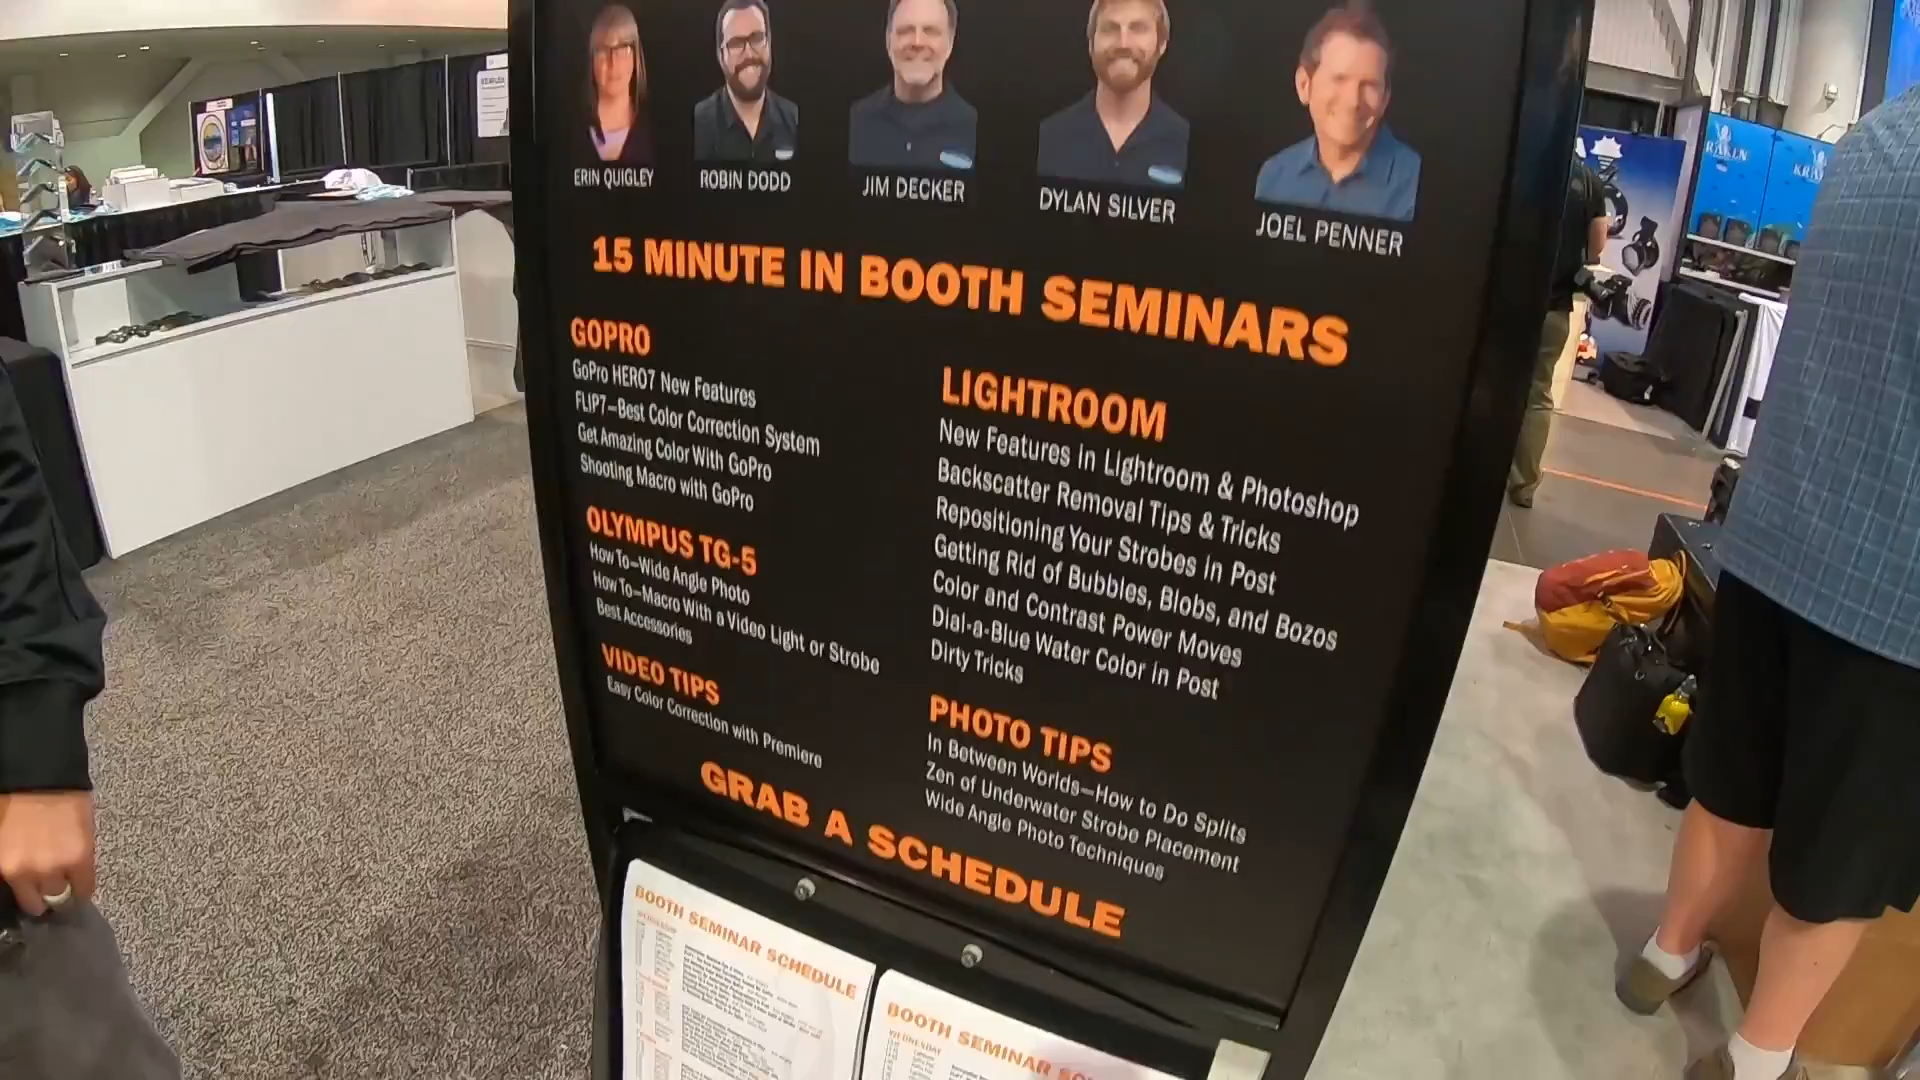 ERIN QUIGLEY
ROBIN DODD
JIM DECKER
DYLAN SILVER
JOEL PENNER
15 MINUTE IN BOOTH SEMINARS
GOPRO
GoPro HERO7 New Features
FLIP7–Best Color Correction System
Get Amazing Color With GoPro
Shooting Macro with GoPro
OLYMPUS TG-5
How To–Wide Angle Photo
How To–Macro With a Video Light or Strobe
Best Accessories
VIDEO TIPS
Easy Color Correction with Premiere
LIGHTROOM
New Features in Lightroom & Photoshop
Backscatter Removal Tips & Tricks
Repositioning Your Strobes in Post
Getting Rid of Bubbles, Blobs, and Bozos
Color and Contrast Power Moves
Dial-a-Blue Water Color in Post
Dirty Tricks
PHOTO TIPS
In Between Worlds–How to Do Splits
Zen of Underwater Strobe Placement
Wide Angle Photo Techniques
GRAB A SCHEDULE
BOOTH SEMINAR SCHEDULE
BOOTH SEMINAR
WEDNESDAY
KRAKEN